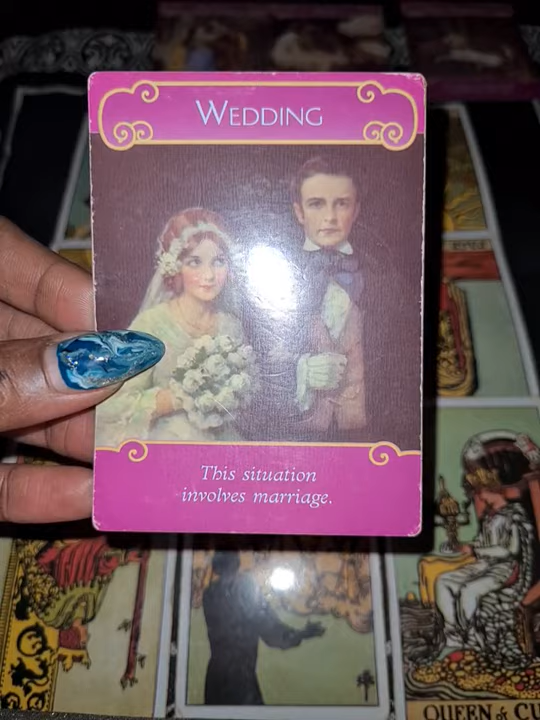 WEDDING
This situation
involves marriage.
QUEEN of CU